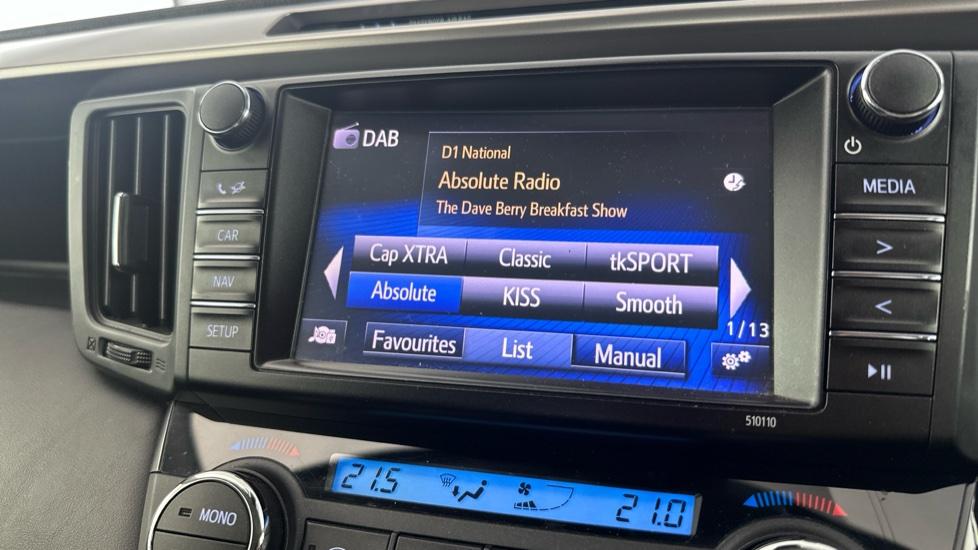 DAB
D1 National
Absolute Radio
The Dave Berry Breakfast Show
Cap XTRA Classic tkSPORT
Absolute KISS Smooth
1/13
Favourites List Manual
CAR
NAV
SETUP
MEDIA
>
<
510110
21.5 21.0
MONO